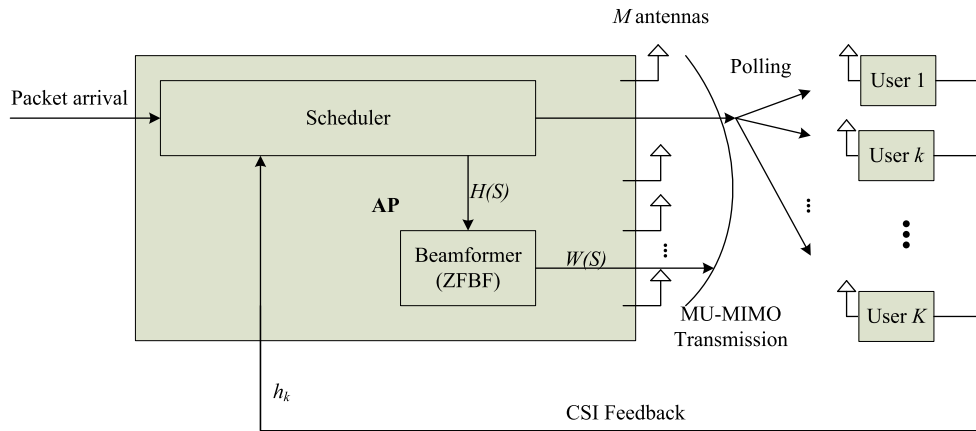 M antennas
Polling
User 1
Packet arrival
Scheduler
User k
H(S)
AP
...
...
Beamformer
(ZFBF)
W(S)
...
...
MU-MIMO
Transmission
User K
h_k
CSI Feedback